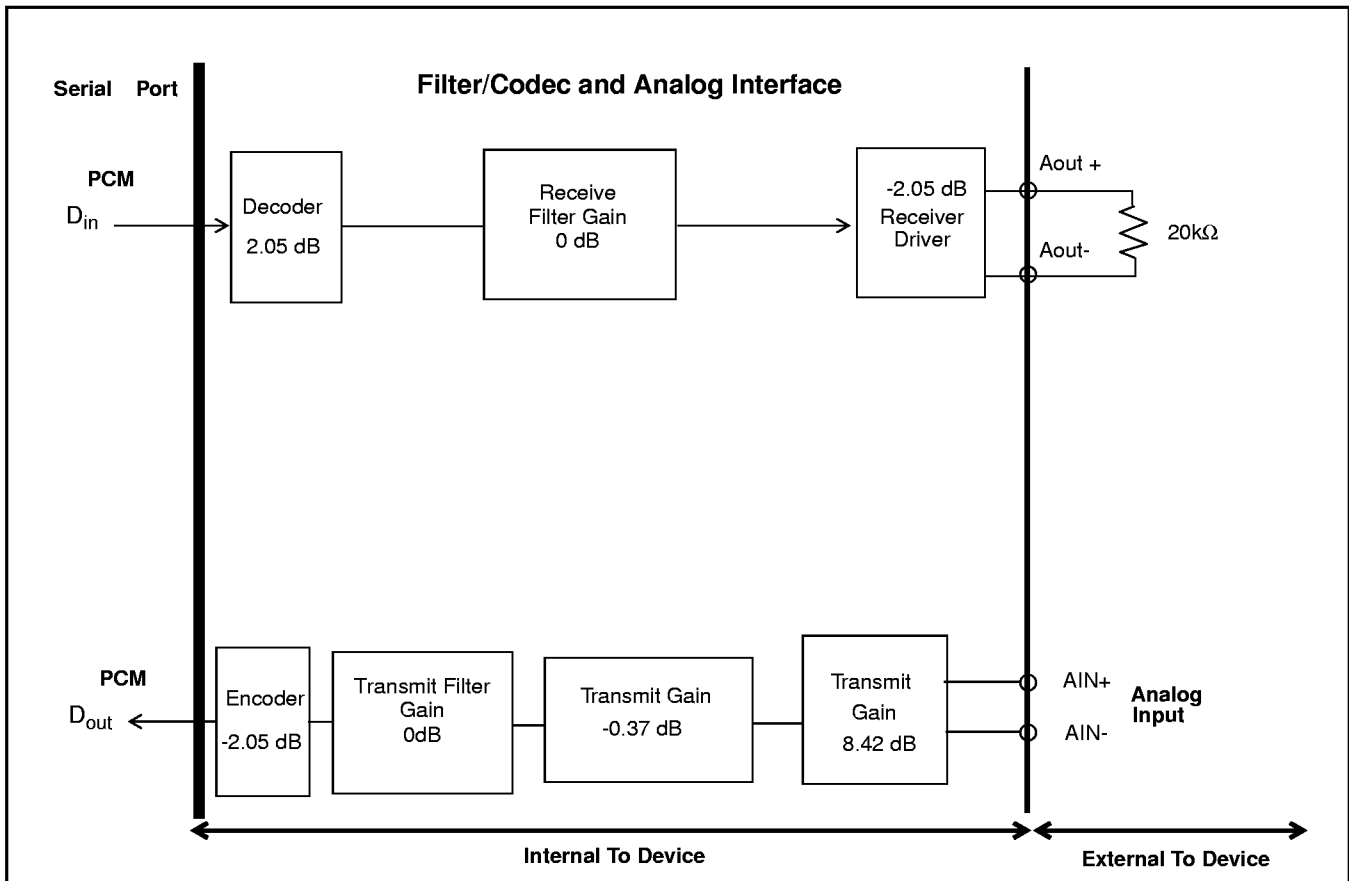 Serial Port
Filter/Codec and Analog Interface
PCM
Din
Decoder
2.05 dB
Receive
Filter Gain
0 dB
-2.05 dB
Receiver
Driver
Aout +
Aout-
20kΩ
PCM
Dout
Encoder
-2.05 dB
Transmit Filter
Gain
0dB
Transmit Gain
-0.37 dB
Transmit
Gain
8.42 dB
AIN+
AIN-
Analog
Input
Internal To Device
External To Device